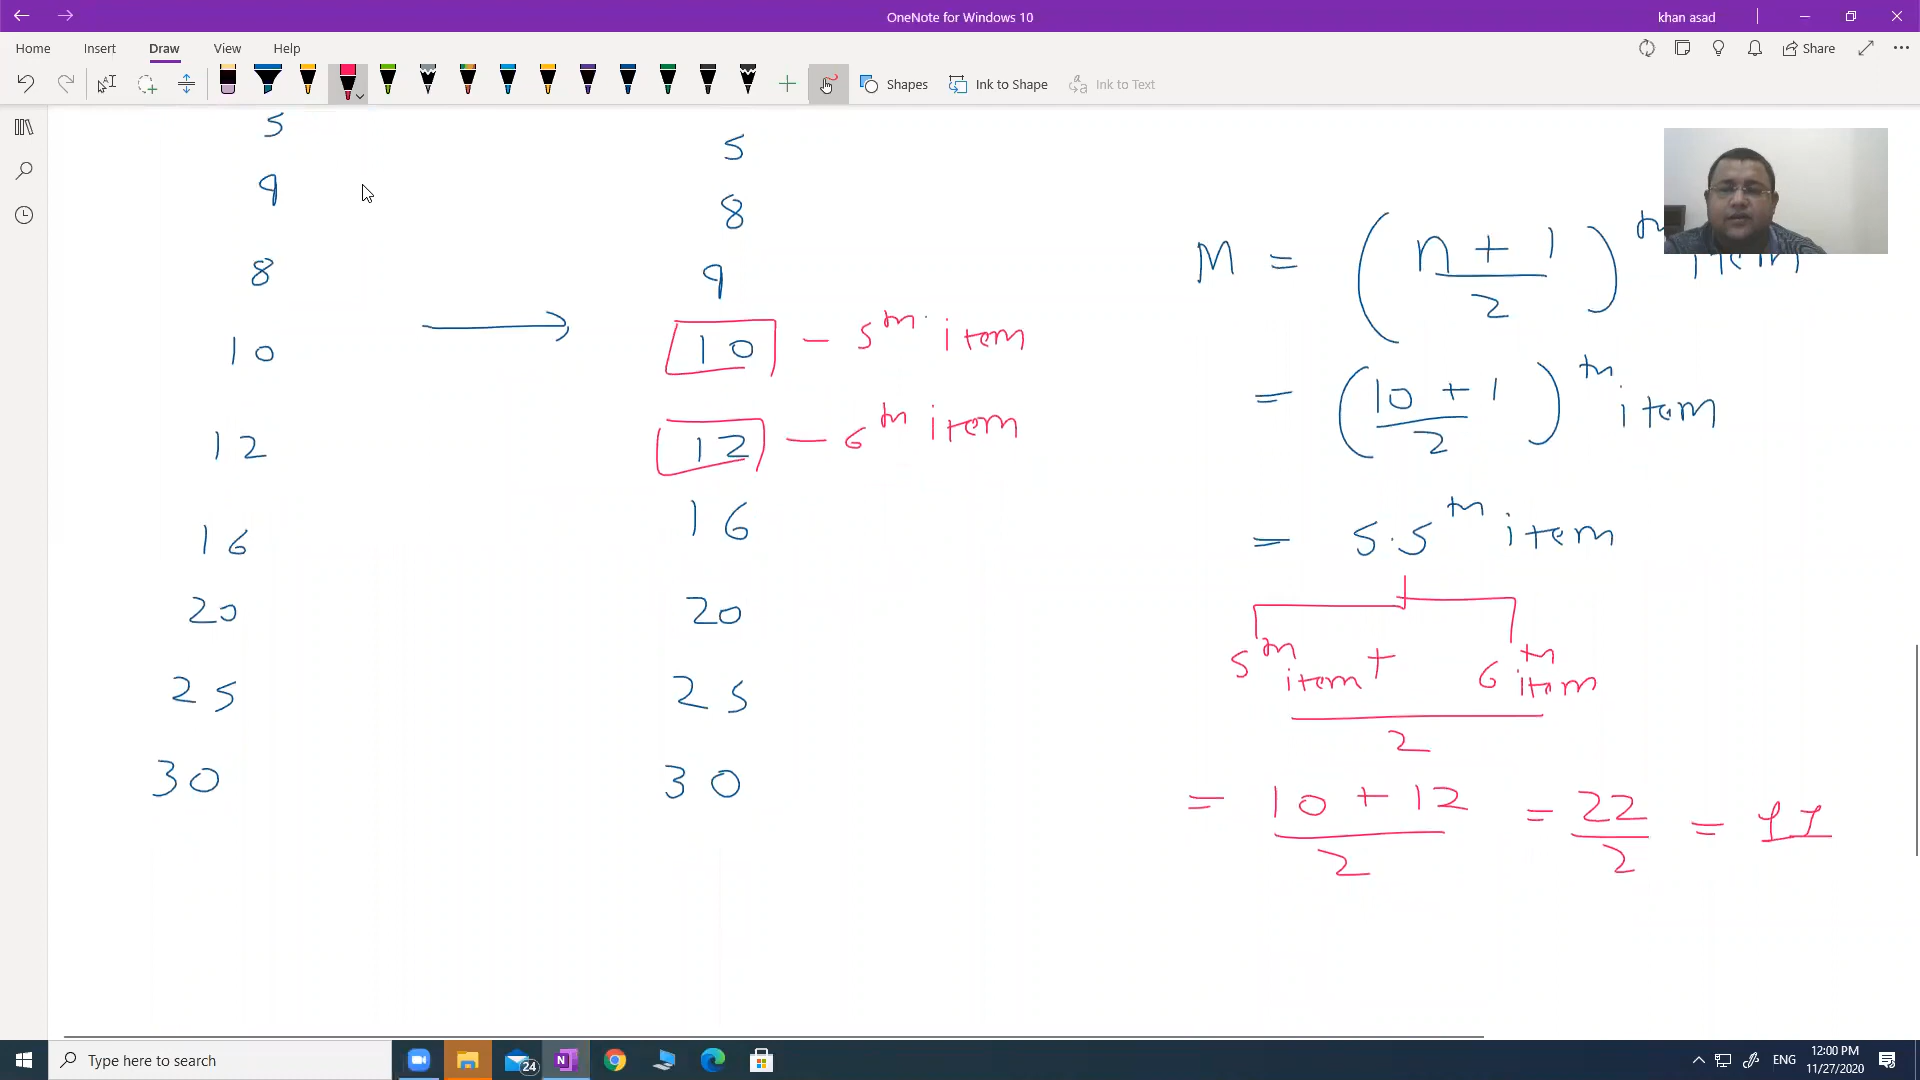 OneNote for Windows 10
khan asad
Home Insert Draw View Help
Share
Shapes
Ink to Shape
Ink to Text
5
9
8
10
12
16
20
25
30
5
8
9
10 – 5th item
12 – 6th item
16
20
25
30
M = (n + 1 / 2)th item
= (10 + 1 / 2)th item
= 5.5th item
5th item + 6th item
2
= 10 + 12 / 2 = 22 / 2 = 11
Type here to search
24
ENG
12:00 PM
11/27/2020